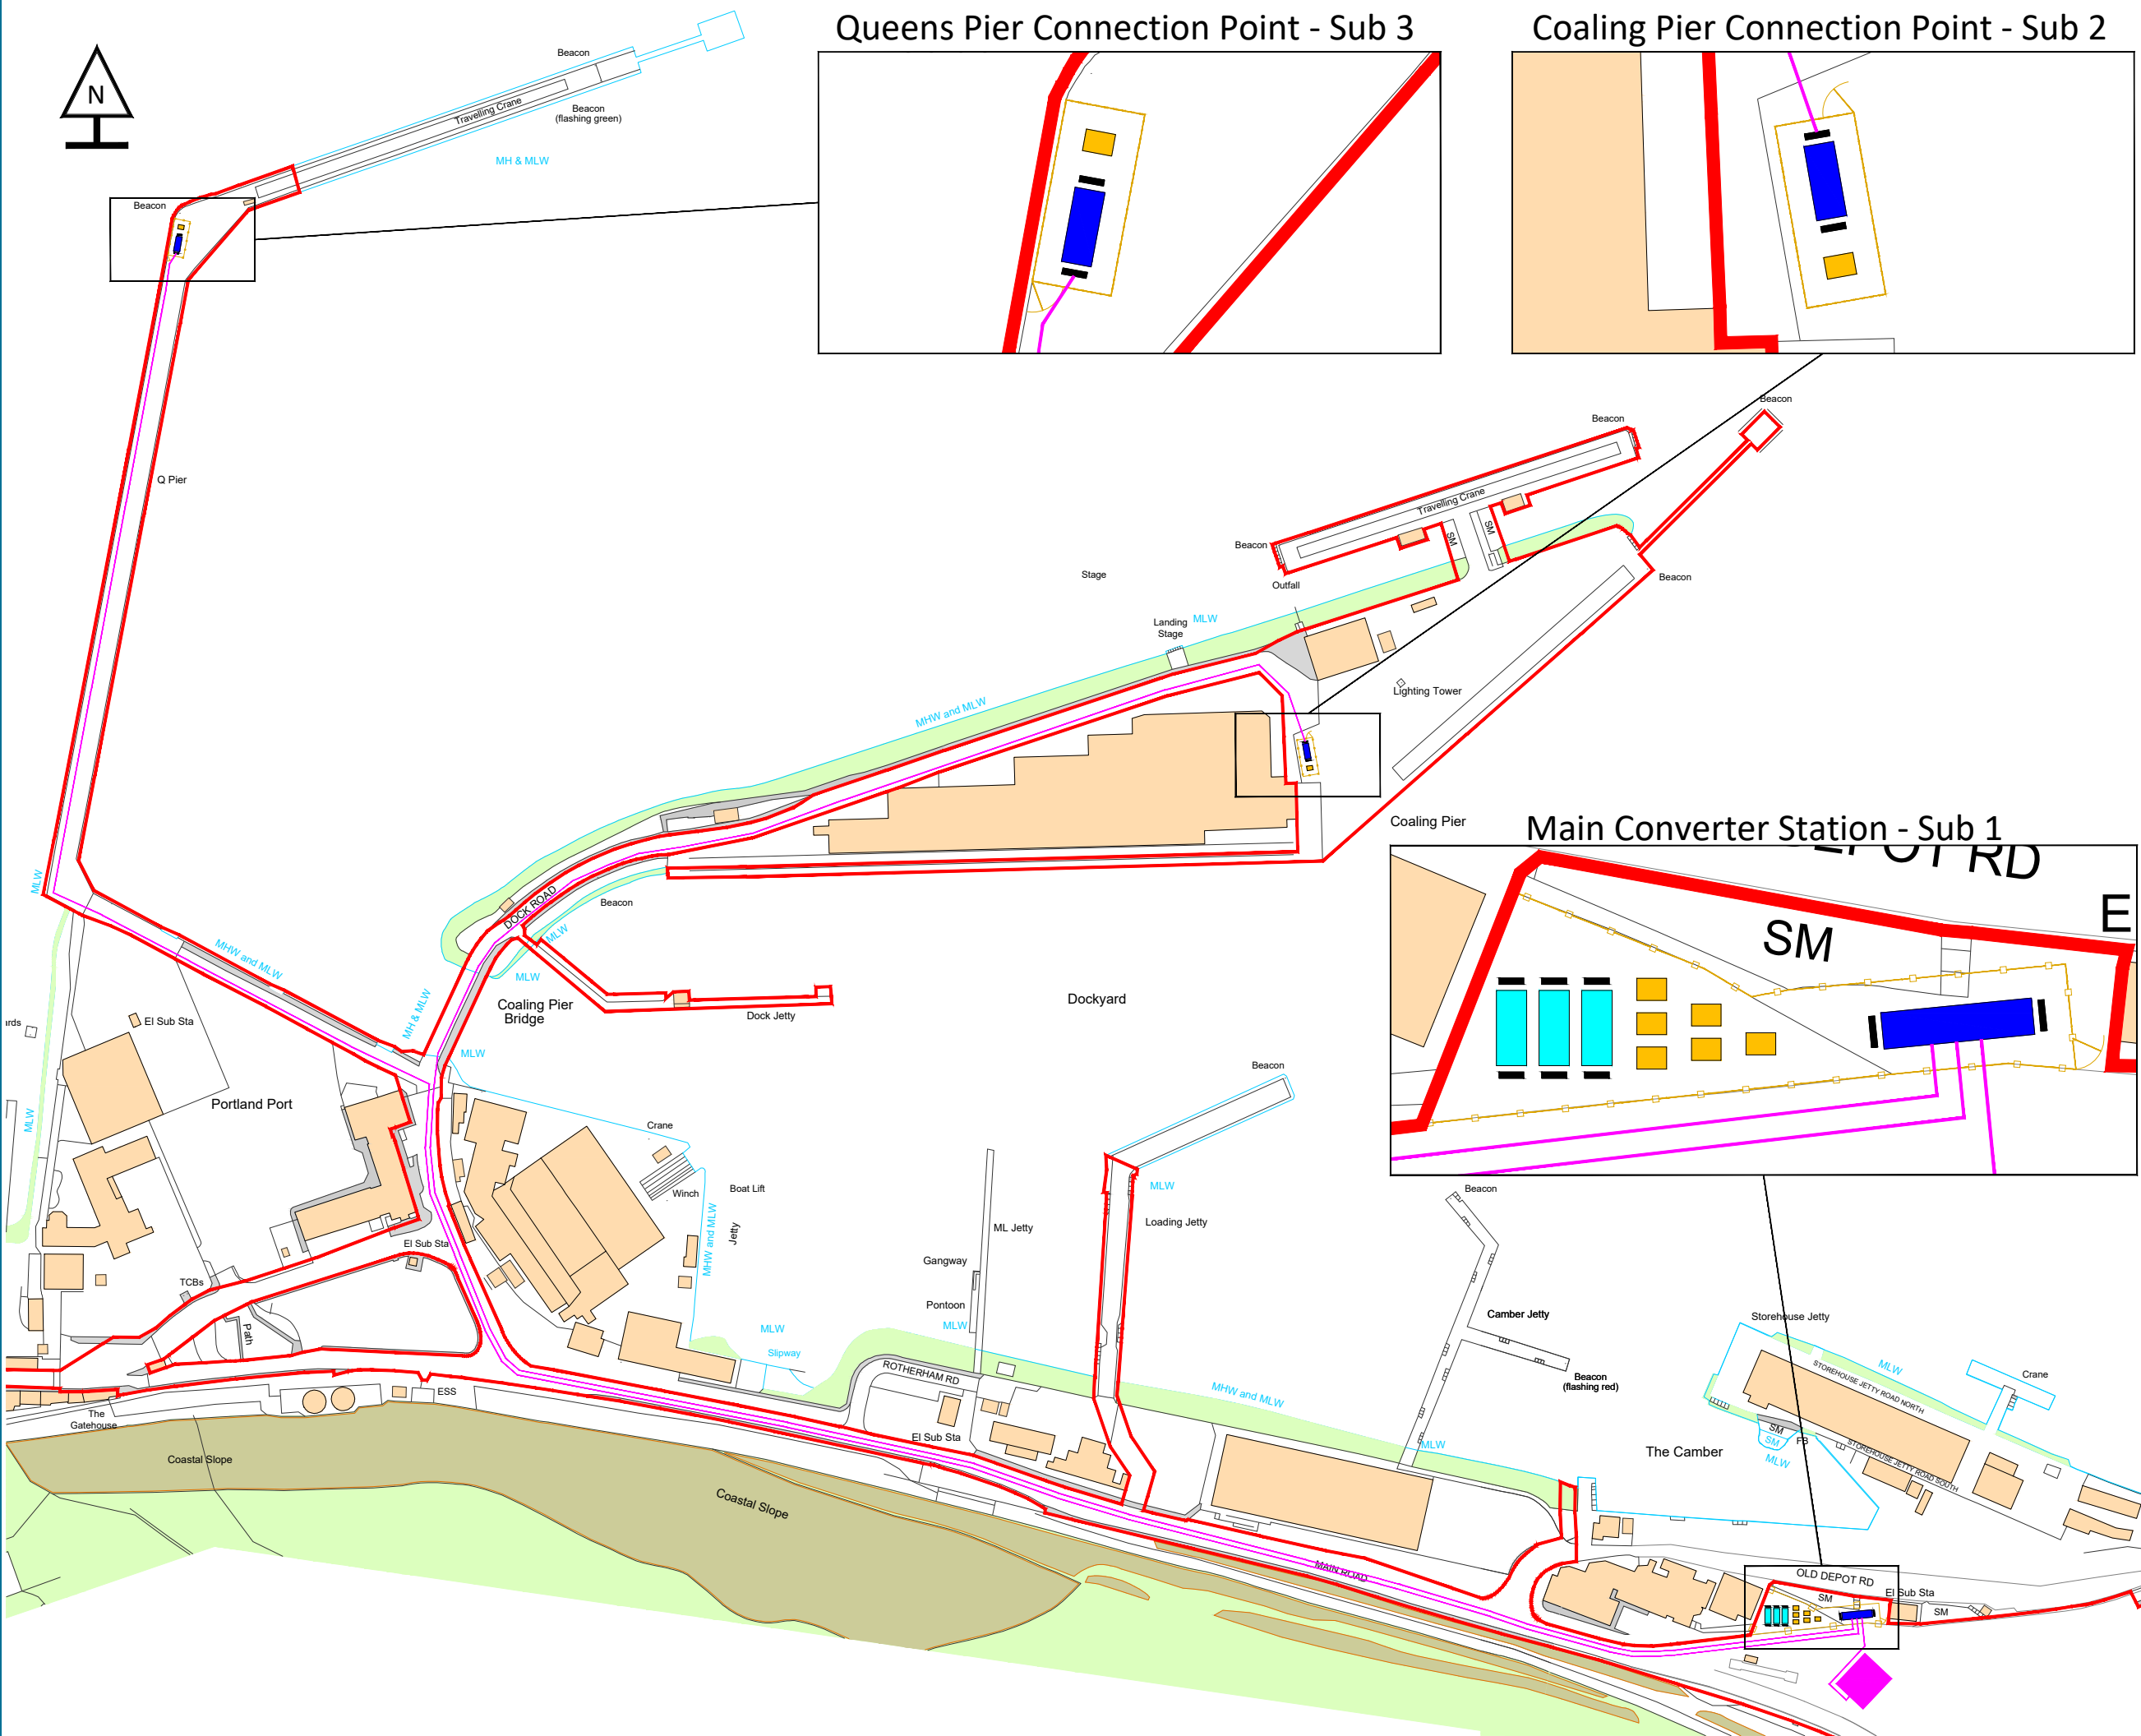 Queens Pier Connection Point - Sub 3
Coaling Pier Connection Point - Sub 2
N
Beacon
Travelling Crane
Beacon
(flashing green)
MH & MLW
Beacon
Q Pier
Beacon
Beacon
Travelling Crane
SM
SM
Beacon
Outfall
Beacon
Stage
Landing
Stage
MLW
Lighting Tower
MHW and MLW
Coaling Pier
Main Converter Station - Sub 1
SM
E
MLW
DOCK ROAD
Beacon
MLW
MHW and MLW
MLW
MH & MLW
Coaling Pier
Bridge
Dock Jetty
Dockyard
El Sub Sta
MLW
Portland Port
MLW
Crane
Winch
Boat Lift
Jetty
MHW and MLW
Beacon
MLW
Loading Jetty
ML Jetty
Gangway
Pontoon
MLW
Beacon
El Sub Sta
TCBs
Path
MLW
Slipway
ROTHERHAM RD
Camber Jetty
Beacon
(flashing red)
MHW and MLW
MLW
Storehouse Jetty
MLW
Crane
STOREHOUSE JETTY ROAD NORTH
STOREHOUSE JETTY ROAD SOUTH
SM
SM
FB
MLW
The Camber
ESS
The
Gatehouse
El Sub Sta
Coastal Slope
Coastal Slope
MAIN ROAD
OLD DEPOT RD
El Sub Sta
SM
SM